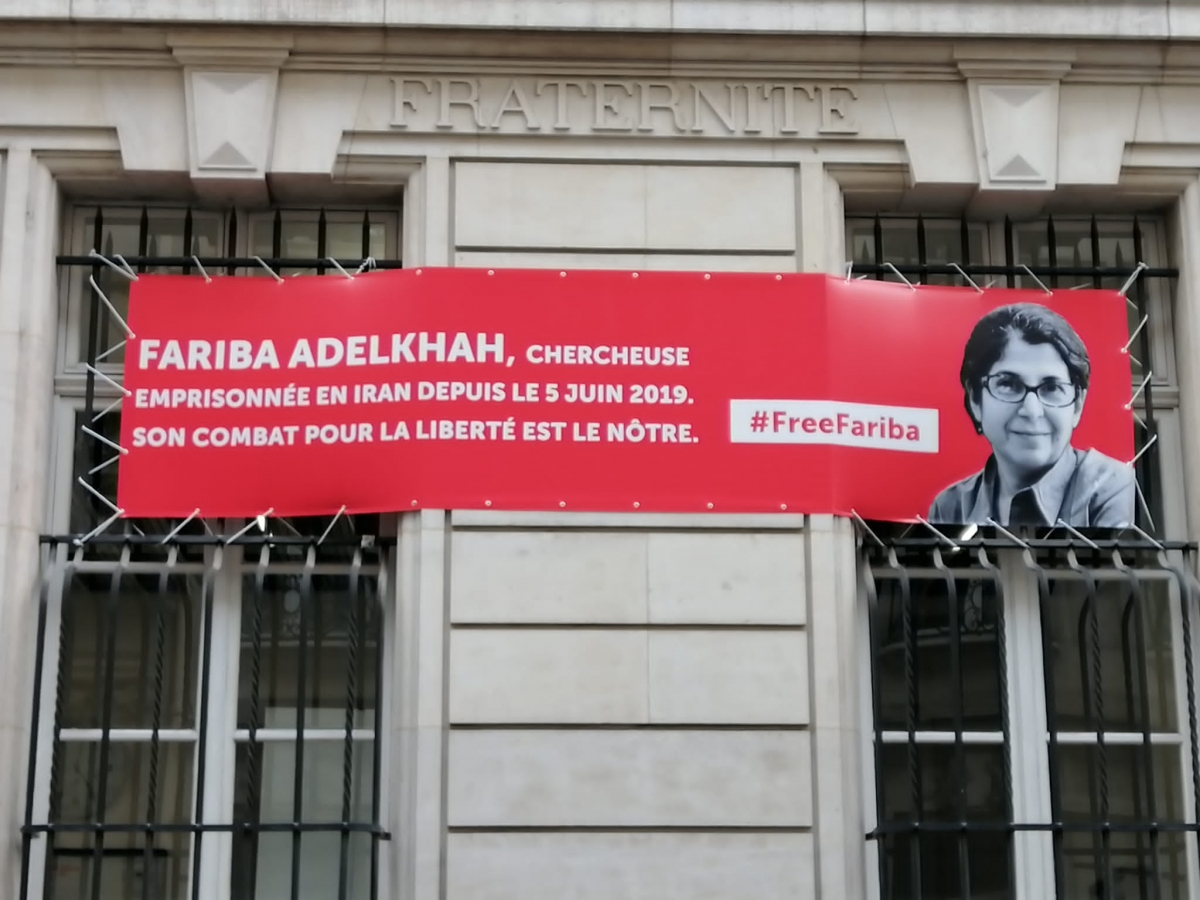 FRATERNITE
FARIBA ADELKHAH, CHERCHEUSE
EMPRISONNÉE EN IRAN DEPUIS LE 5 JUIN 2019.
SON COMBAT POUR LA LIBERTÉ EST LE NÔTRE.
#FreeFariba